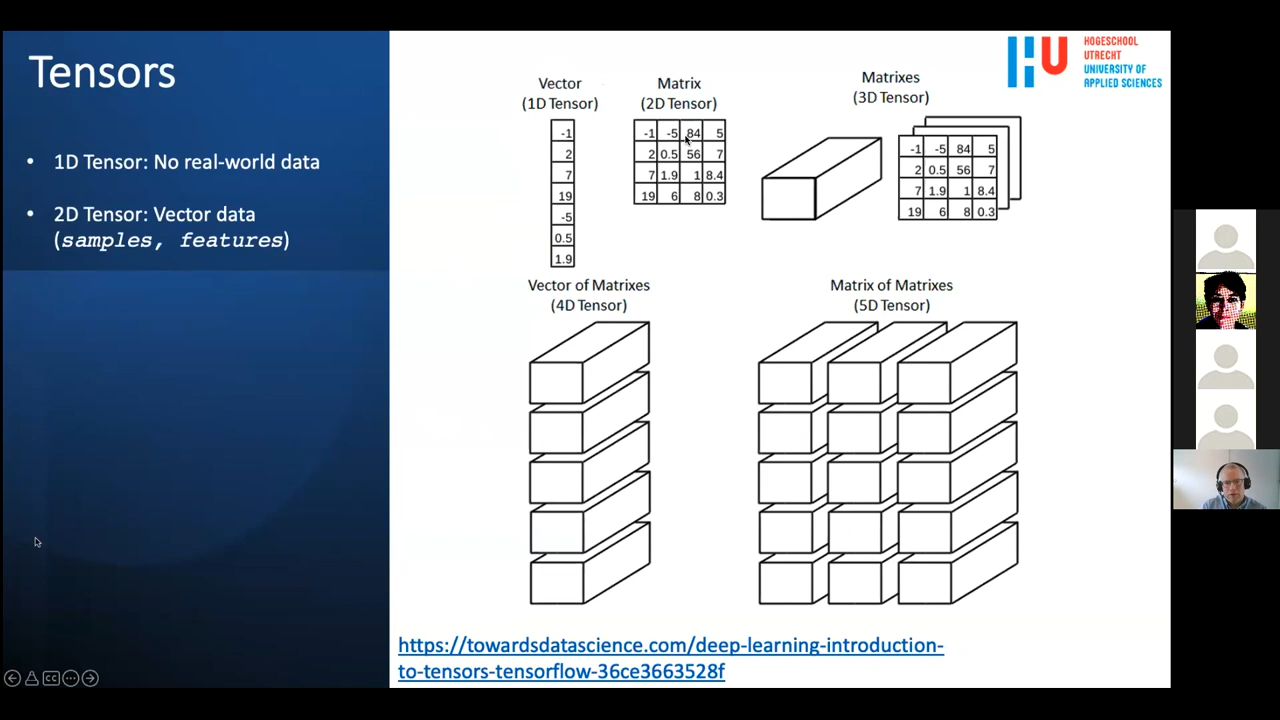 Tensors
• 1D Tensor: No real-world data
• 2D Tensor: Vector data
(samples, features)
Vector
(1D Tensor)
-1
2
7
19
-5
0.5
1.9
Matrix
(2D Tensor)
-1 -5 84 5
2 0.5 56 7
7 1.9 1 8.4
19 6 8 0.3
Matrixes
(3D Tensor)
-1 -5 84 5
2 0.5 56 7
7 1.9 1 8.4
19 6 8 0.3
HU
HOGESCHOOL
UTRECHT
UNIVERSITY OF
APPLIED SCIENCES
Vector of Matrixes
(4D Tensor)
Matrix of Matrixes
(5D Tensor)
https://towardsdatascience.com/deep-learning-introduction-
to-tensors-tensorflow-36ce3663528f
CC